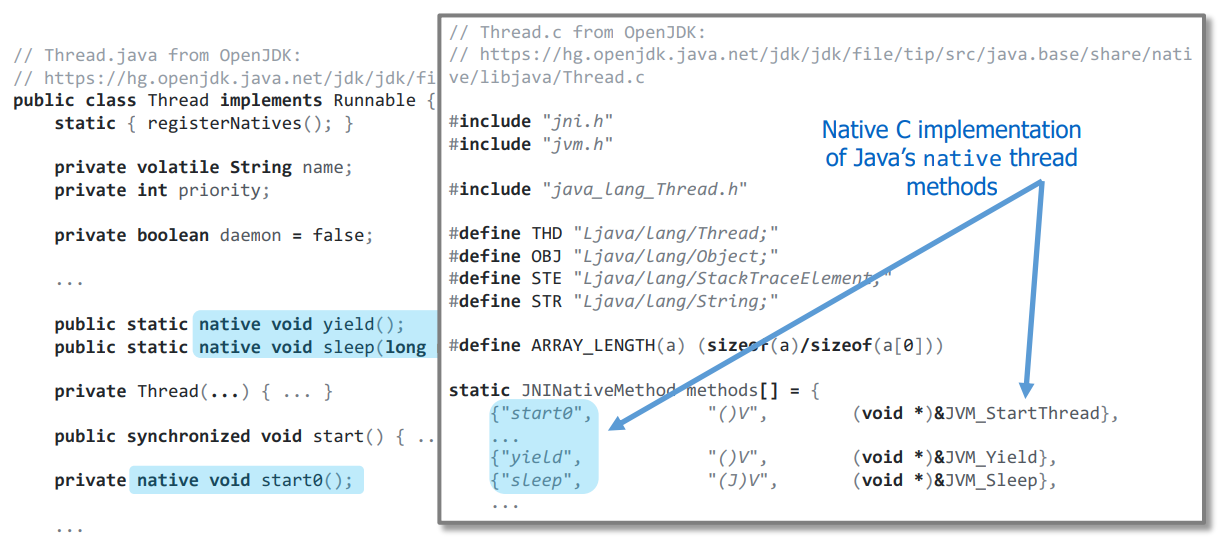 // Thread.java from OpenJDK:
// https://hg.openjdk.java.net/jdk/jdk/fi
public class Thread implements Runnable {
static { registerNatives(); }
private volatile String name;
private int priority;
private boolean daemon = false;
...
public static native void yield();
public static native void sleep(long
private Thread(...) { ... }
public synchronized void start() { ..
private native void start0();
...
// Thread.c from OpenJDK:
// https://hg.openjdk.java.net/jdk/jdk/file/tip/src/java.base/share/nati
ve/libjava/Thread.c
#include "jni.h"
#include "jvm.h"
#include "java_lang_Thread.h"
#define THD "Ljava/lang/Thread;"
#define OBJ "Ljava/lang/Object;"
#define STE "Ljava/lang/StackTraceElement;"
#define STR "Ljava/lang/String;"
#define ARRAY_LENGTH(a) (sizeof(a)/sizeof(a[0]))
static JNINativeMethod methods[] = {
{"start0", "()V", (void *)&JVM_StartThread},
...
{"yield", "()V", (void *)&JVM_Yield},
{"sleep", "(J)V", (void *)&JVM_Sleep},
...
Native C implementation
of Java's native thread
methods